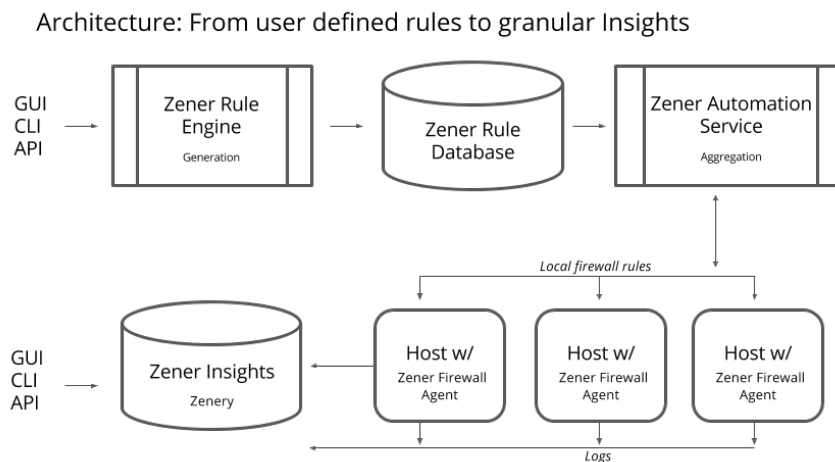 Architecture: From user defined rules to granular Insights
GUI
CLI
API
Zener Rule
Engine
Generation
Zener Rule
Database
Zener Automation
Service
Aggregation
Local firewall rules
GUI
CLI
API
Zener Insights
Zenery
Host w/
Zener Firewall
Agent
Host w/
Zener Firewall
Agent
Host w/
Zener Firewall
Agent
Logs